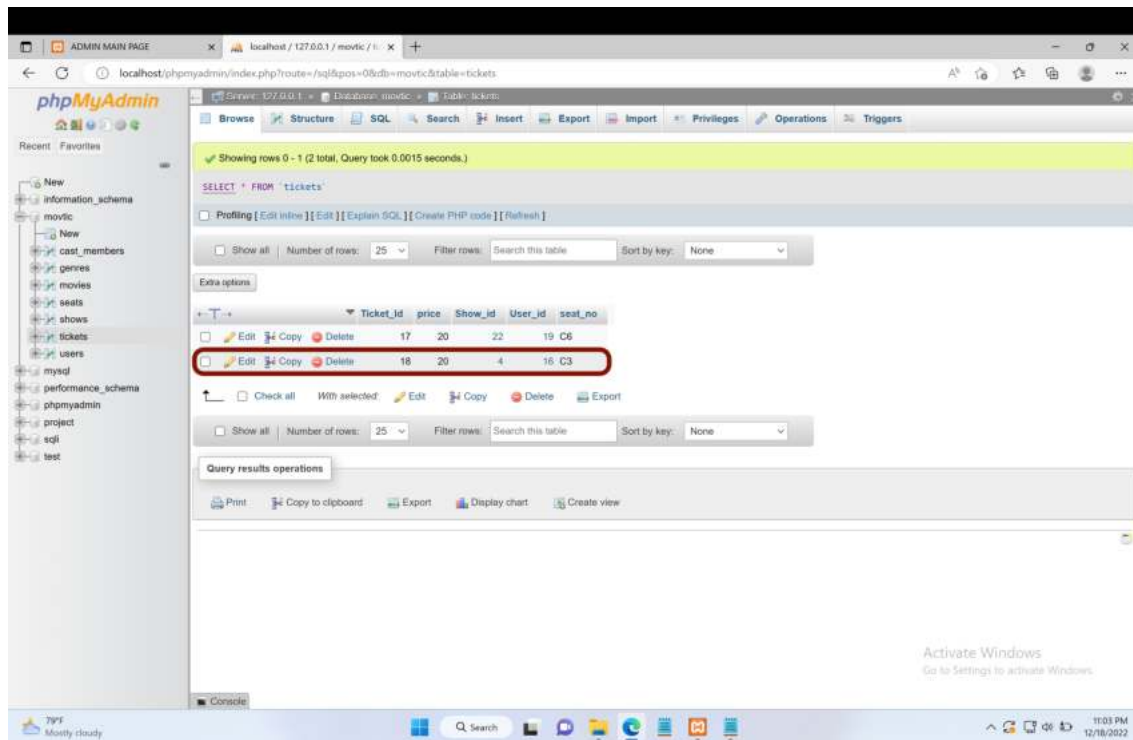 ADMIN MAIN PAGE
localhost / 127.0.0.1 / movtic / t
localhost/phpmyadmin/index.php?route=/sql&pos=0&db=movtic&table=tickets
phpMyAdmin
Recent Favorites
New
information_schema
movtic
New
cast_members
genres
movies
seats
shows
tickets
users
mysql
performance_schema
phpmyadmin
project
sqli
test
Server: 127.0.0.1 » Database: movtic » Table: tickets
Browse Structure SQL Search Insert Export Import Privileges Operations Triggers
Showing rows 0 - 1 (2 total, Query took 0.0015 seconds.)
SELECT * FROM `tickets`
Profiling [ Edit inline ] [ Edit ] [ Explain SQL ] [ Create PHP code ] [ Refresh ]
Show all Number of rows: 25 Filter rows: Search this table Sort by key: None
Extra options
Ticket_Id price Show_id User_id seat_no
Edit Copy Delete 17 20 22 19 C6
Edit Copy Delete 18 20 4 16 C3
Check all With selected: Edit Copy Delete Export
Show all Number of rows: 25 Filter rows: Search this table Sort by key: None
Query results operations
Print Copy to clipboard Export Display chart Create view
Activate Windows
Go to Settings to activate Windows.
Console
79°F
Mostly cloudy
Search
11:03 PM
12/18/2022